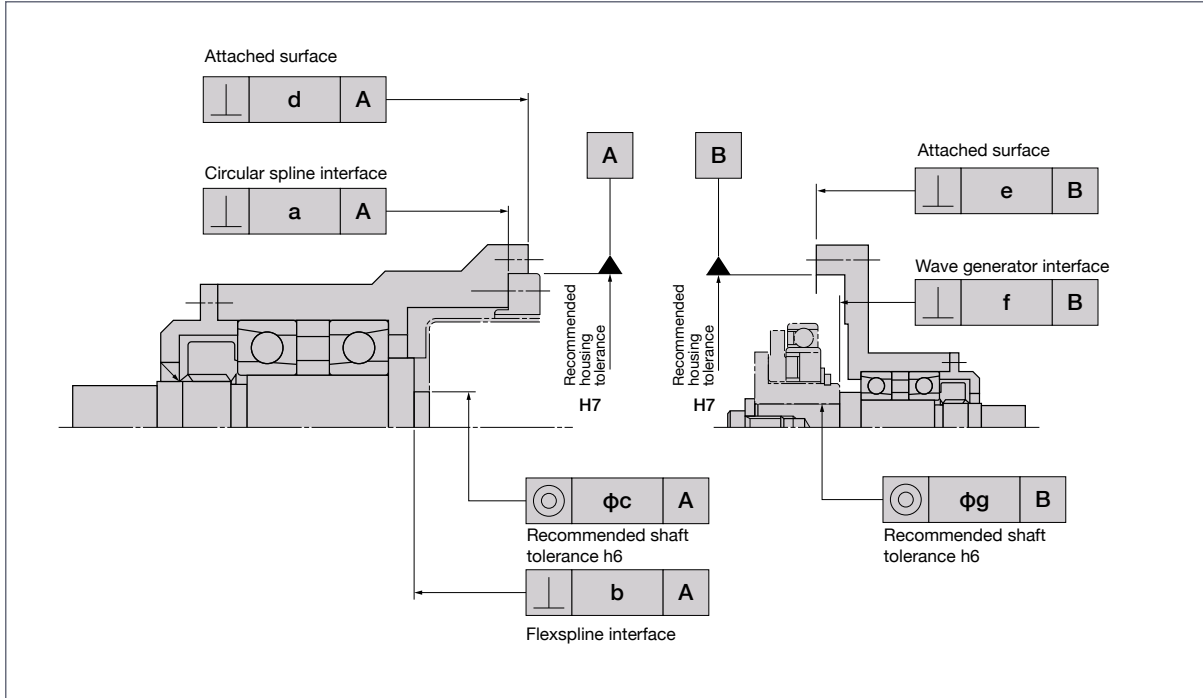 Attached surface
⊥ d A
Circular spline interface
⊥ a A
A
B
Attached surface
⊥ e B
Wave generator interface
⊥ f B
Recommended
housing
tolerance
H7
Recommended
housing
tolerance
H7
◎ φc A
Recommended shaft
tolerance h6
⊥ b A
Flexspline interface
◎ φg B
Recommended shaft
tolerance h6